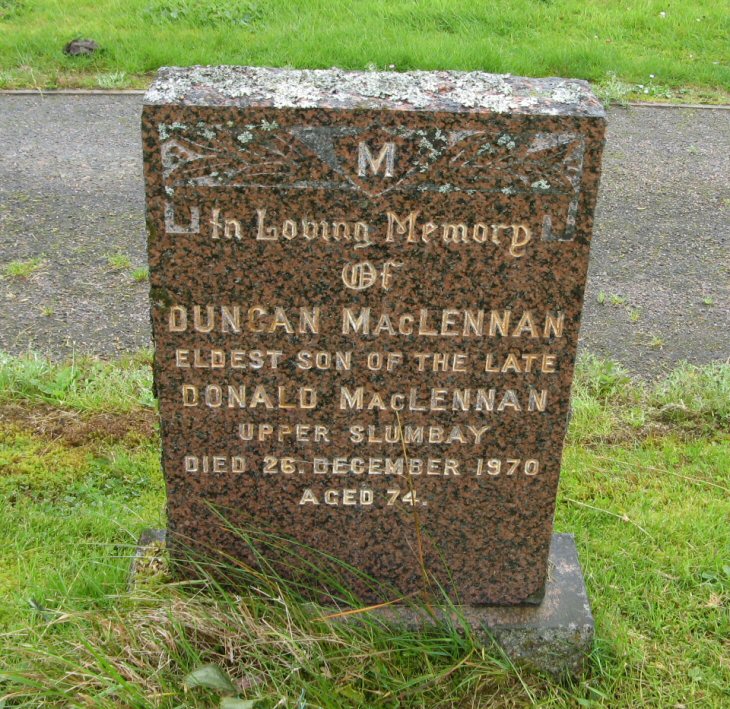 M
In Loving Memory
Of
DUNCAN MACLENNAN
ELDEST SON OF THE LATE
DONALD MACLENNAN
UPPER SLUMBAY
DIED 26. DECEMBER 1970
AGED 74.